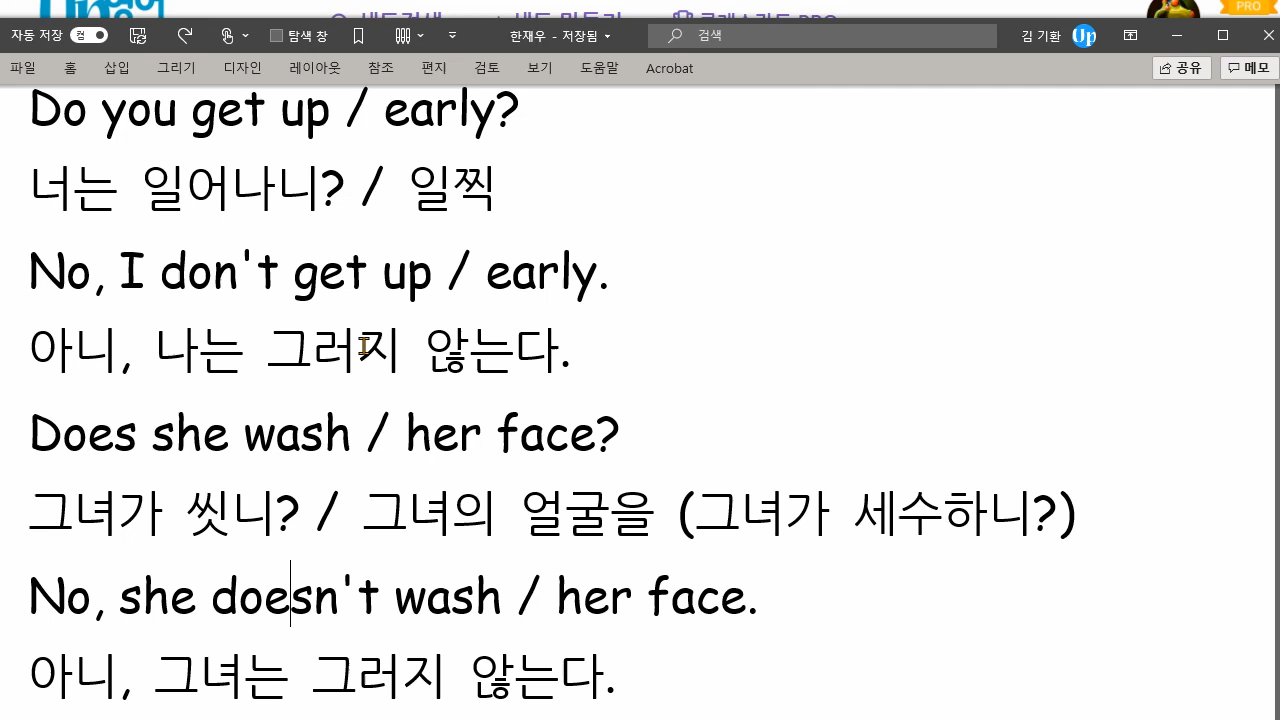 PRO
자동 저장 컴 탐색 창 한재우 - 저장됨 검색 김 기환 Up
파일 홈 삽입 그리기 디자인 레이아웃 참조 편지 검토 보기 도움말 Acrobat 공유 메모
Do you get up / early?
너는 일어나니? / 일찍
No, I don't get up / early.
아니, 나는 그러지 않는다.
Does she wash / her face?
그녀가 씻니? / 그녀의 얼굴을 (그녀가 세수하니?)
No, she doesn't wash / her face.
아니, 그녀는 그러지 않는다.